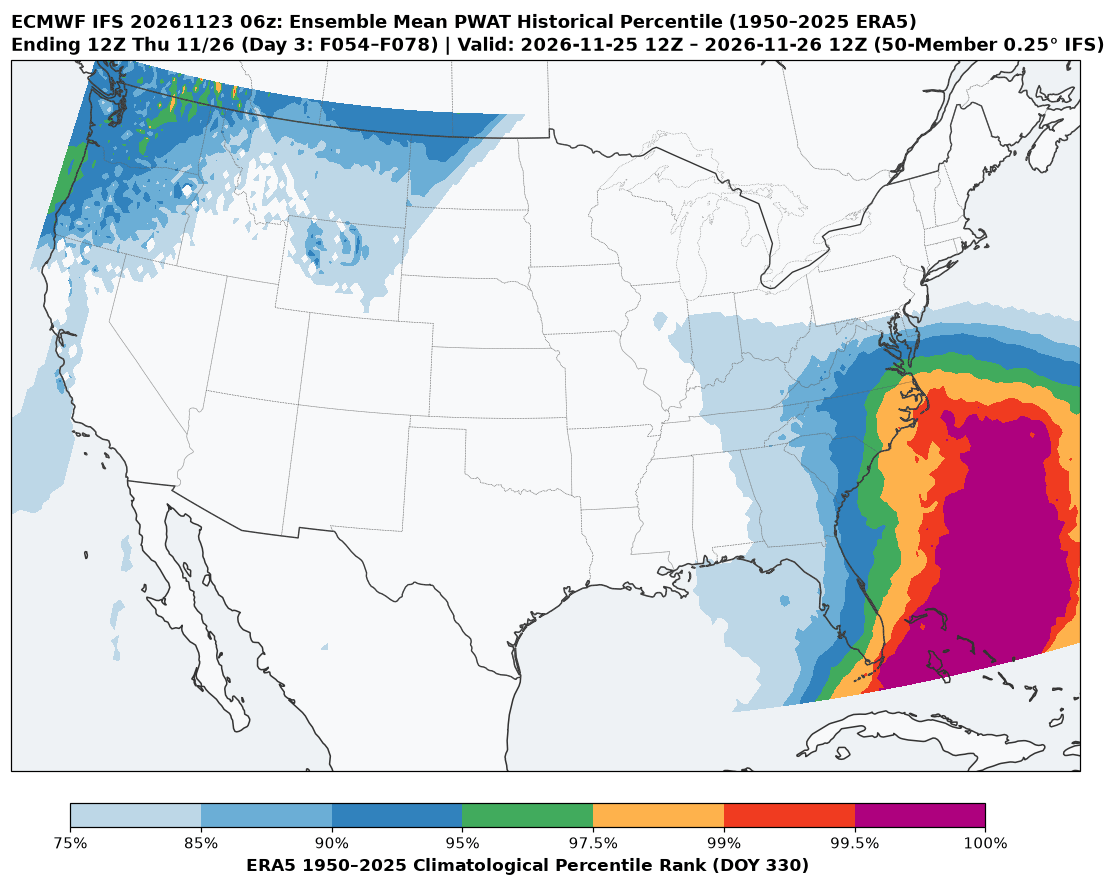 ECMWF IFS 20261123 06z: Ensemble Mean PWAT Historical Percentile (1950–2025 ERA5)
Ending 12Z Thu 11/26 (Day 3: F054–F078) | Valid: 2026-11-25 12Z – 2026-11-26 12Z (50-Member 0.25° IFS)
75% 85% 90% 95% 97.5% 99% 99.5% 100%
ERA5 1950–2025 Climatological Percentile Rank (DOY 330)